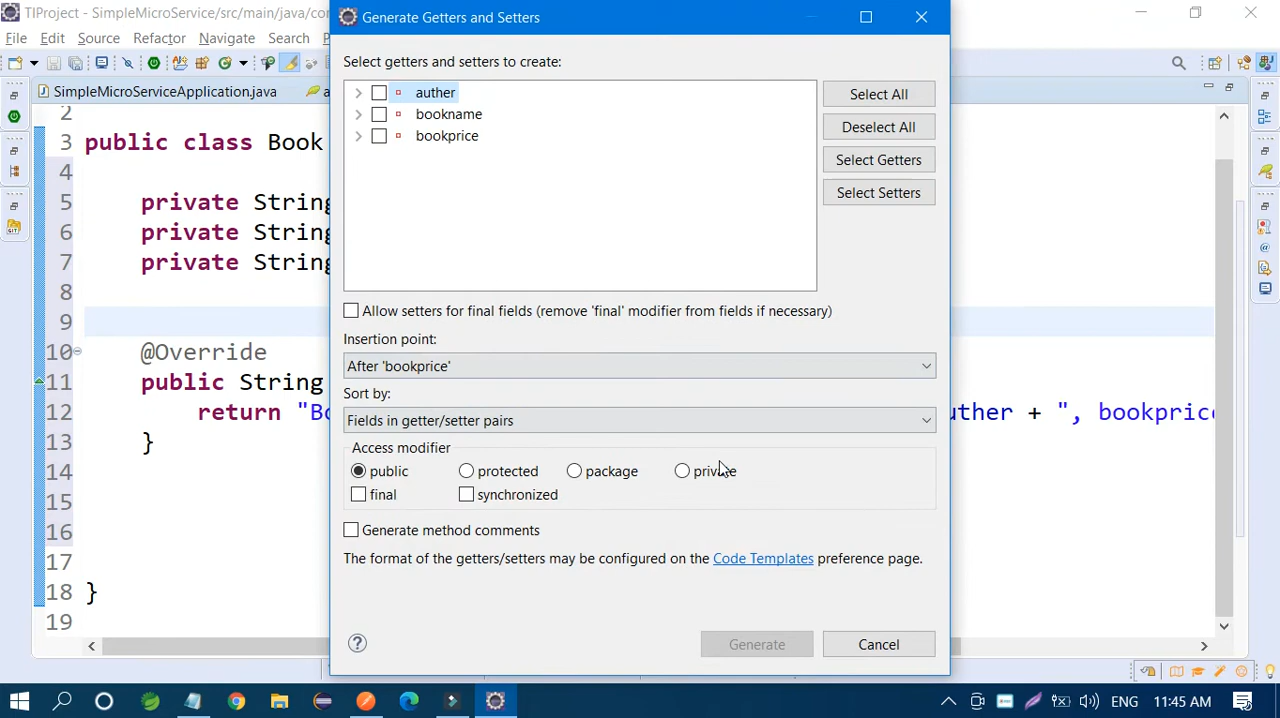 TIProject - SimpleMicroService/src/main/java/con
Generate Getters and Setters
File Edit Source Refactor Navigate Search
SimpleMicroServiceApplication.java
Select getters and setters to create:
auther
bookname
bookprice
Select All
Deselect All
Select Getters
Select Setters
Allow setters for final fields (remove 'final' modifier from fields if necessary)
Insertion point:
After 'bookprice'
Sort by:
Fields in getter/setter pairs
Access modifier
public protected package private
final synchronized
Generate method comments
The format of the getters/setters may be configured on the Code Templates preference page.
Generate Cancel
2
3 public class Book
4
5 private String
6 private String
7 private String
8
9
10 @Override
11 public String
12 return "Bo uther + ", bookprice
13 }
14
15
16
17
18 }
19
ENG 11:45 AM